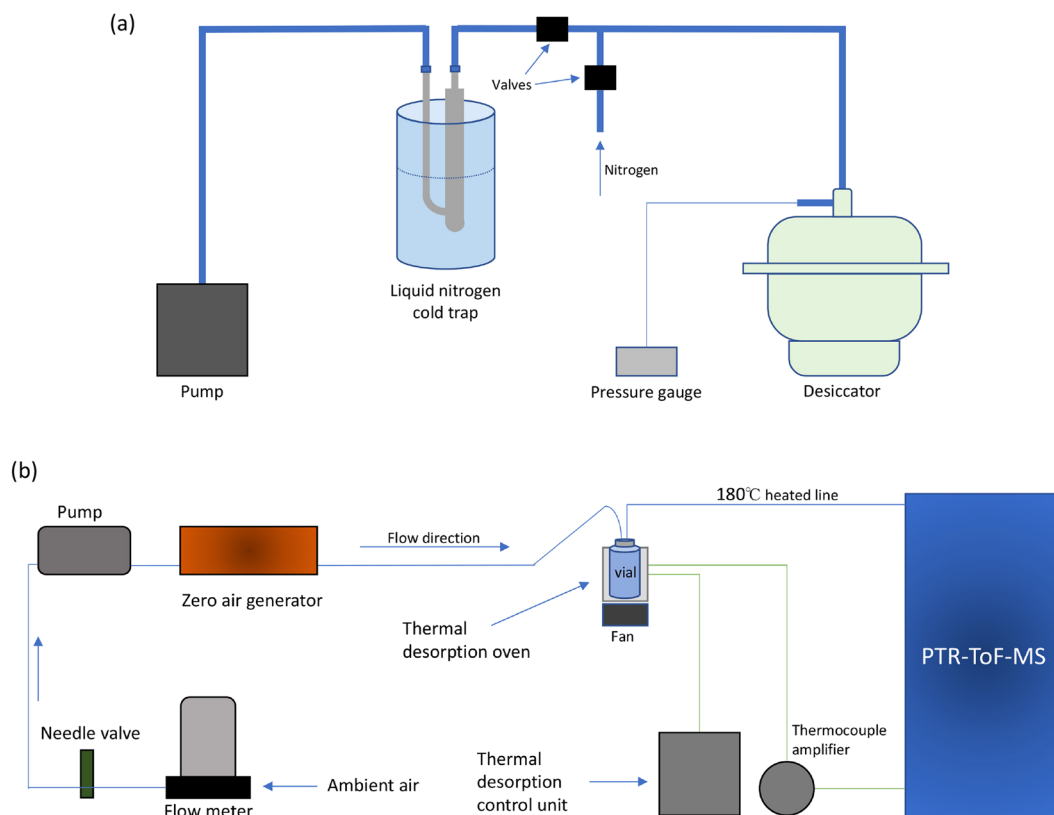 (a)
Valves
Nitrogen
Liquid nitrogen
cold trap
Pump
Pressure gauge
Desiccator
(b)
Pump
Zero air generator
Flow direction
180℃ heated line
vial
Fan
Thermal
desorption oven
PTR-ToF-MS
Needle valve
Flow meter
Ambient air
Thermal
desorption
control unit
Thermocouple
amplifier